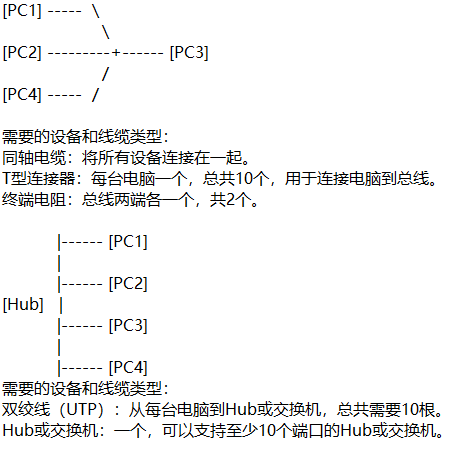 [PC1] ----- \
\
[PC2] ---------+------ [PC3]
/
[PC4] ----- /
需要的设备和线缆类型：
同轴电缆：将所有设备连接在一起。
T型连接器：每台电脑一个，总共10个，用于连接电脑到总线。
终端电阻：总线两端各一个，共2个。
|------ [PC1]
|
|------ [PC2]
[Hub] |
|------ [PC3]
|
|------ [PC4]
需要的设备和线缆类型：
双绞线（UTP）：从每台电脑到Hub或交换机，总共需要10根。
Hub或交换机：一个，可以支持至少10个端口的Hub或交换机。